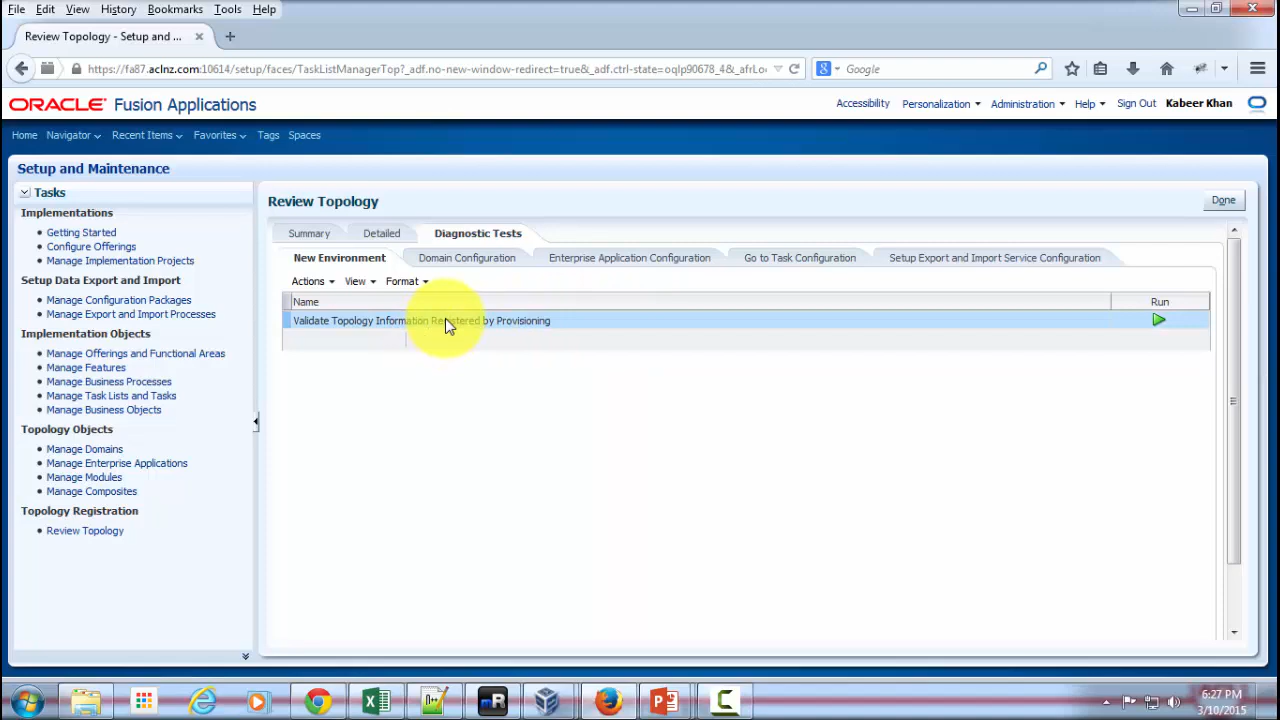 File Edit View History Bookmarks Tools Help
Review Topology - Setup and ...
https://fa87.aclnz.com:10614/setup/faces/TaskListManagerTop?_adf.no-new-window-redirect=true&_adf.ctrl-state=oqlp90678_4&_afrLo
Google
ORACLE Fusion Applications
Accessibility Personalization Administration Help Sign Out Kabeer Khan
Home Navigator Recent Items Favorites Tags Spaces
Setup and Maintenance
Tasks
Implementations
Getting Started
Configure Offerings
Manage Implementation Projects
Setup Data Export and Import
Manage Configuration Packages
Manage Export and Import Processes
Implementation Objects
Manage Offerings and Functional Areas
Manage Features
Manage Business Processes
Manage Task Lists and Tasks
Manage Business Objects
Topology Objects
Manage Domains
Manage Enterprise Applications
Manage Modules
Manage Composites
Topology Registration
Review Topology
Review Topology
Done
Summary Detailed Diagnostic Tests
New Environment Domain Configuration Enterprise Application Configuration Go to Task Configuration Setup Export and Import Service Configuration
Actions View Format
Name Run
Validate Topology Information Registered by Provisioning
6:27 PM
3/10/2015